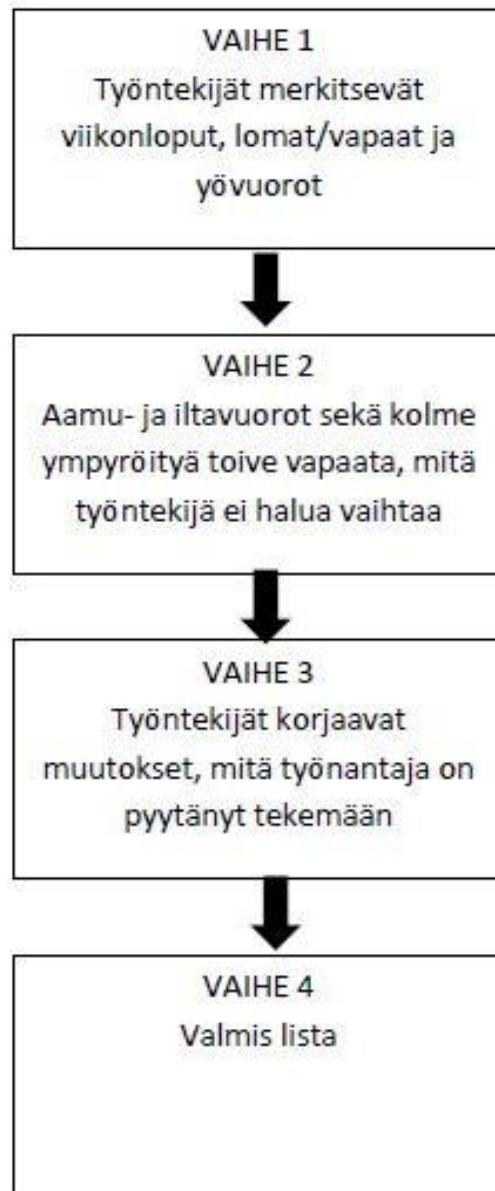 VAIHE 1
Työntekijät merkitsevät
viikonloput, lomat/vapaat ja
yövuorot
VAIHE 2
Aamu- ja iltavuorot sekä kolme
ympyröityä toive vapaata, mitä
työntekijä ei halua vaihtaa
VAIHE 3
Työntekijät korjaavat
muutokset, mitä työnantaja on
pyytänyt tekemään
VAIHE 4
Valmis lista